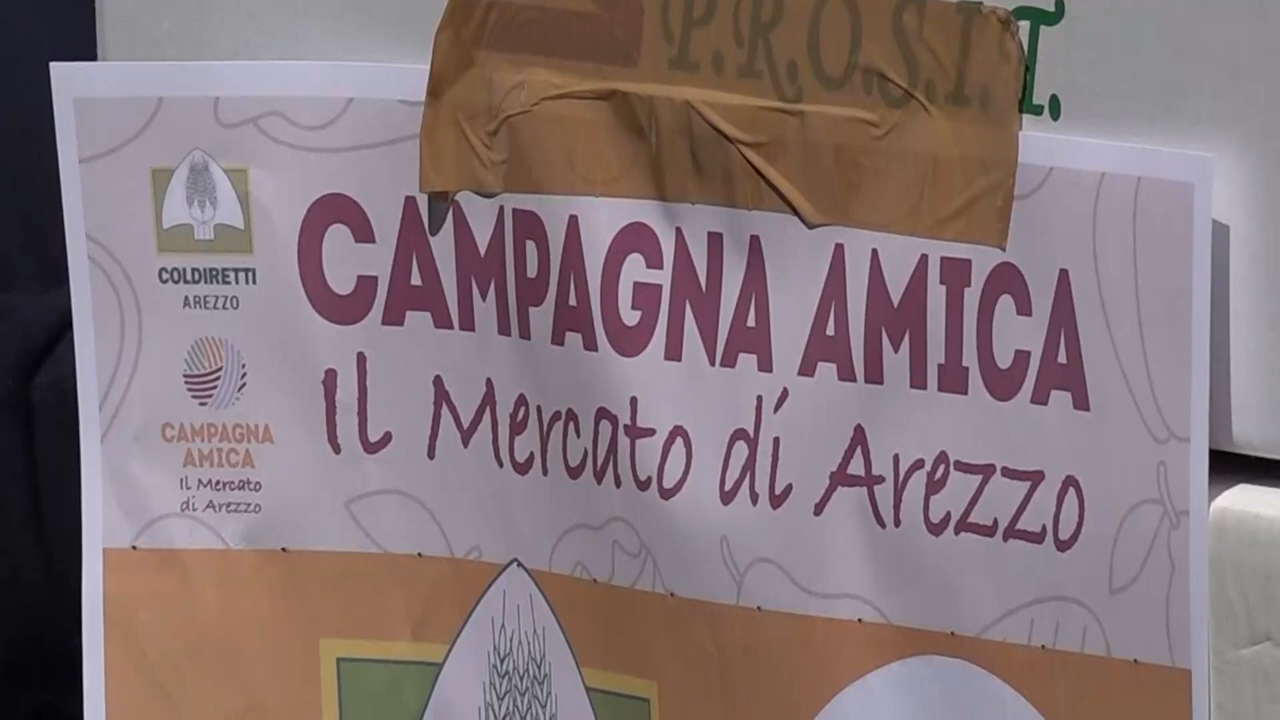 P.R.O.S.I.T.
COLDIRETTI
AREZZO
CAMPAGNA
AMICA
Il Mercato
di Arezzo
CAMPAGNA AMICA
Il Mercato di Arezzo